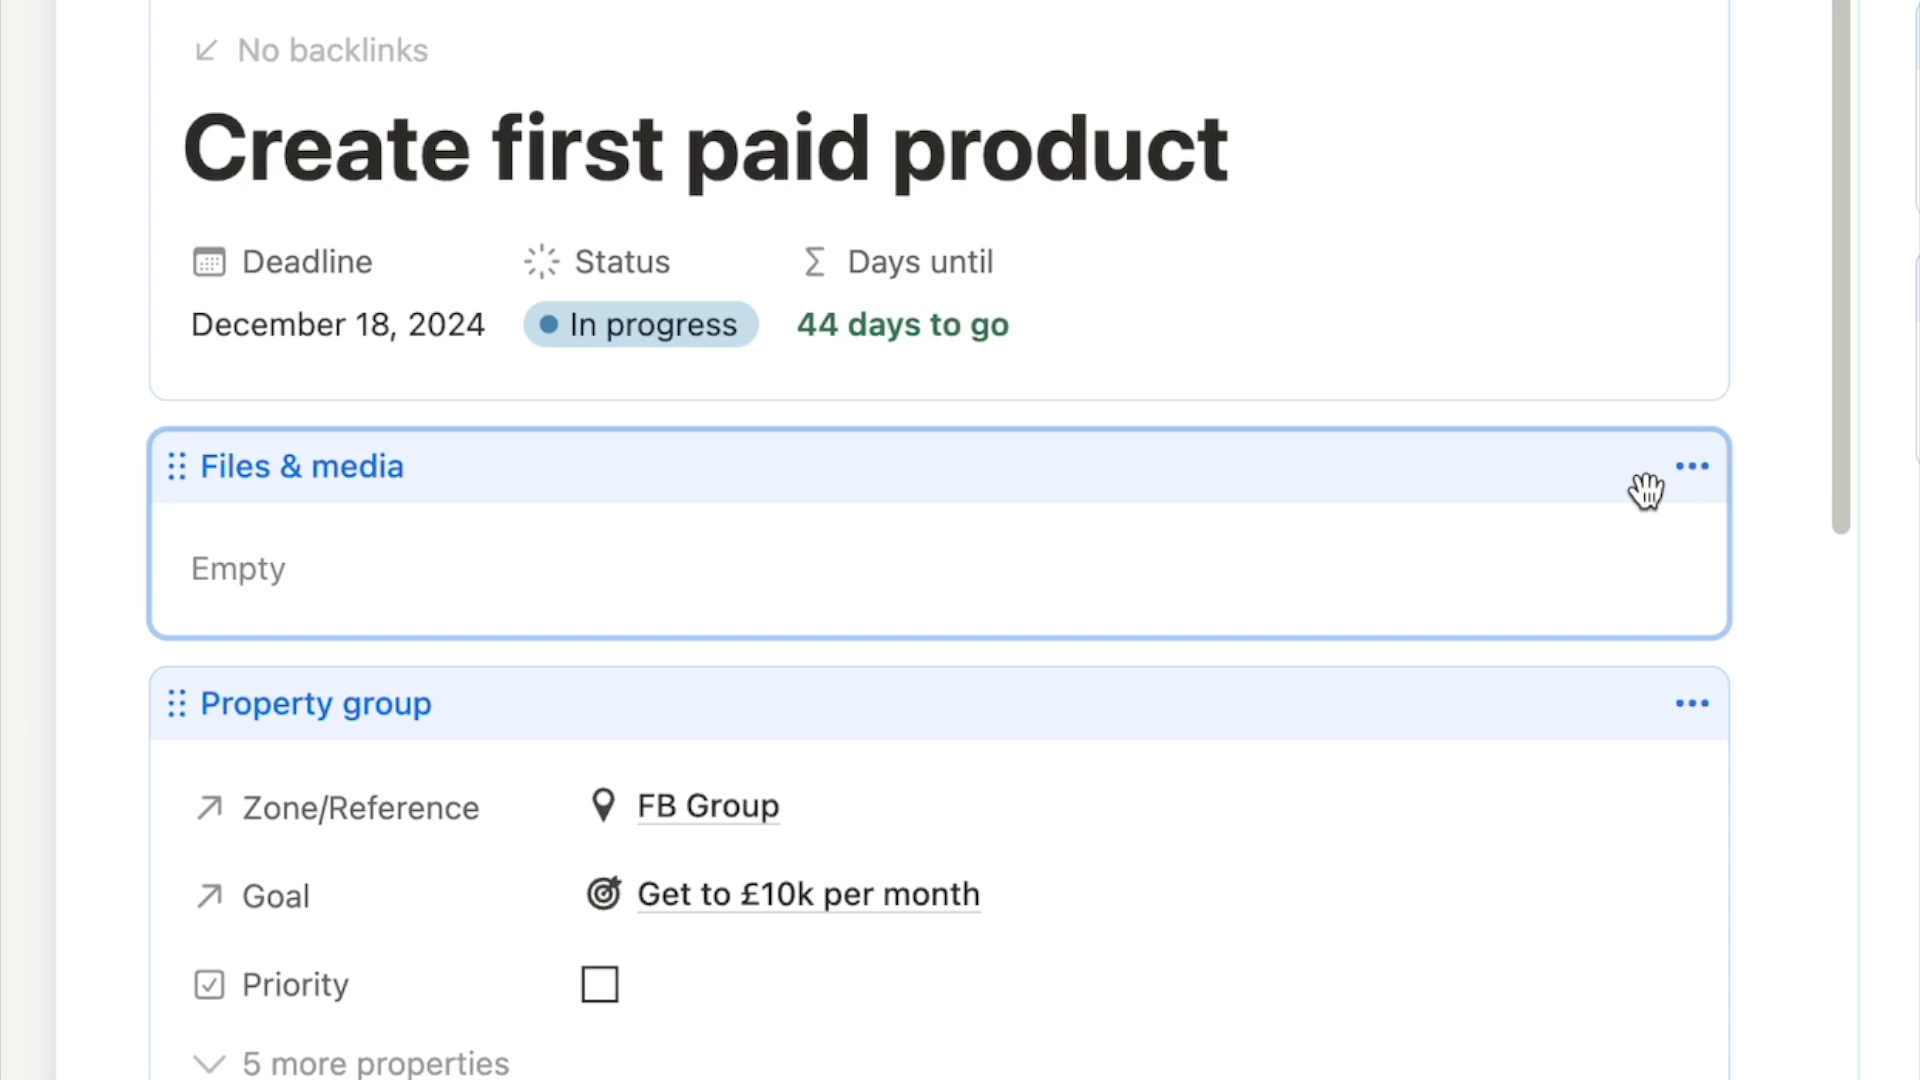 No backlinks
Create first paid product
Deadline Status Days until
December 18, 2024 In progress 44 days to go
Files & media
Empty
Property group
Zone/Reference FB Group
Goal Get to £10k per month
Priority
5 more properties